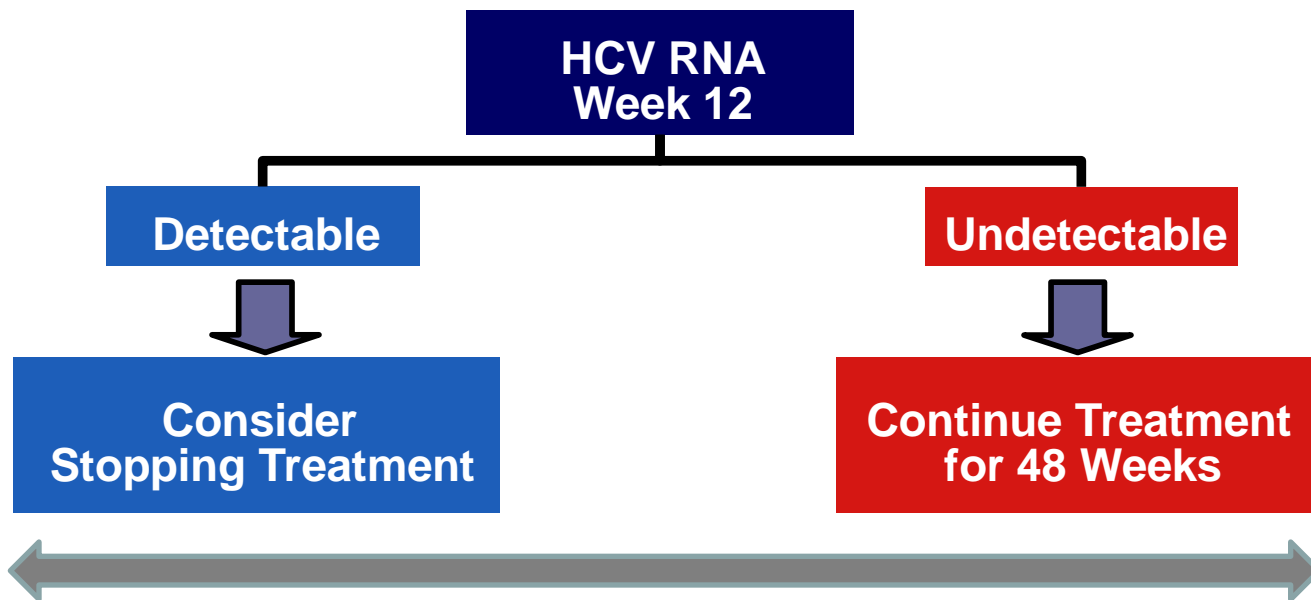 HCV RNA
Week 12
Detectable
Undetectable
Consider
Stopping Treatment
Continue Treatment
for 48 Weeks